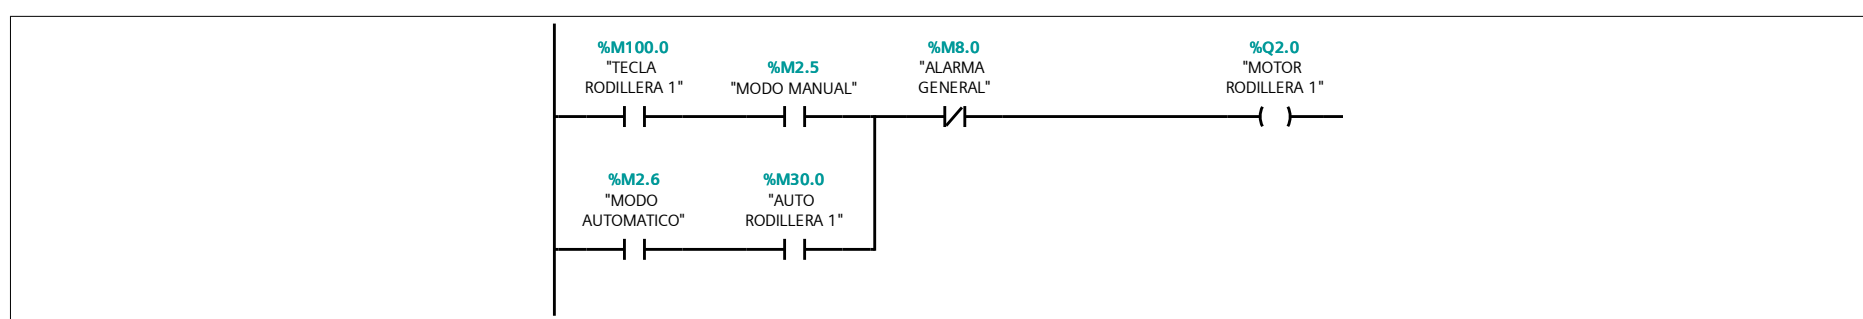 %M100.0
"TECLA
RODILLERA 1"
%M2.5
"MODO MANUAL"
%M8.0
"ALARMA
GENERAL"
%Q2.0
"MOTOR
RODILLERA 1"
%M2.6
"MODO
AUTOMATICO"
%M30.0
"AUTO
RODILLERA 1"